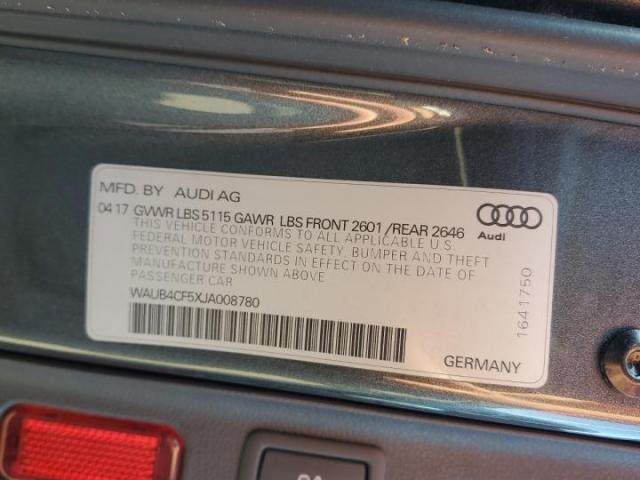 MFD. BY AUDI AG
04 17 GVWR LBS 5115 GAWR LBS FRONT 2601 / REAR 2646
THIS VEHICLE CONFORMS TO ALL APPLICABLE U.S.
FEDERAL MOTOR VEHICLE SAFETY, BUMPER AND THEFT
PREVENTION STANDARDS IN EFFECT ON THE DATE OF
MANUFACTURE SHOWN ABOVE
PASSENGER CAR
WAUB4CF5XJA008780
Audi
1641750
GERMANY